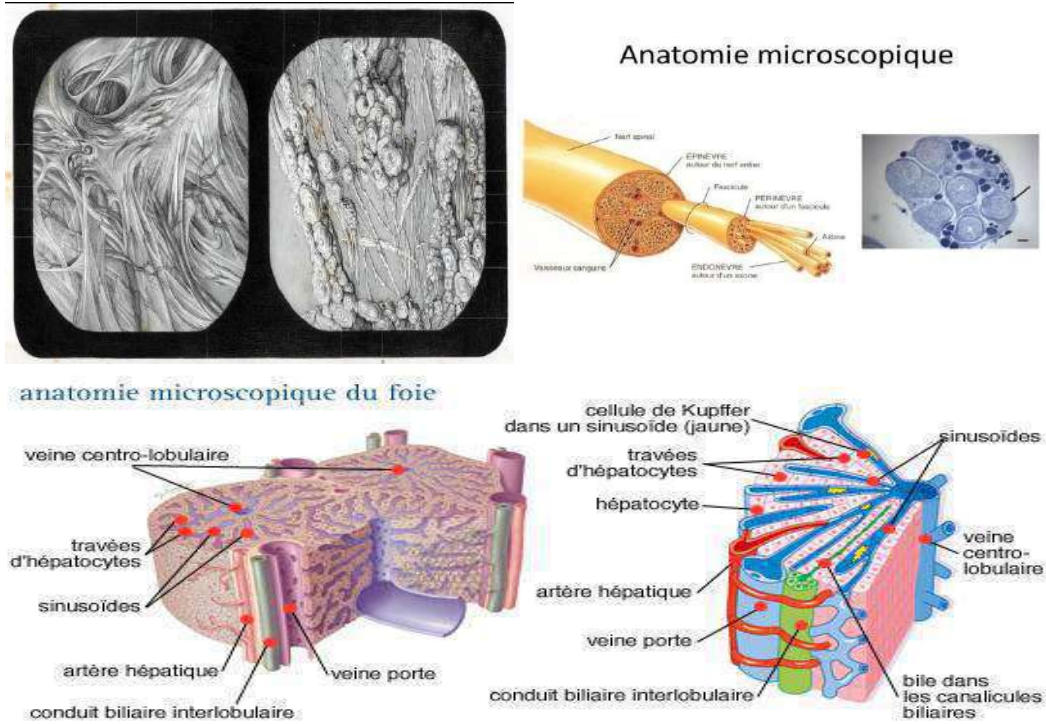 Anatomie microscopique
Nerf spinal
ÉPINÈVRE
autour du nerf entier
Fascicule
PÉRINÈVRE
autour d'un fascicule
Axone
Vaisseaux sanguins
ENDONÈVRE
autour d'un axone
anatomie microscopique du foie
veine centro-lobulaire
travées
d'hépatocytes
sinusoïdes
artère hépatique
veine porte
conduit biliaire interlobulaire
cellule de Kupffer
dans un sinusoïde (jaune)
sinusoïdes
travées
d'hépatocytes
hépatocyte
veine
centro-
lobulaire
artère hépatique
veine porte
conduit biliaire interlobulaire
bile dans
les canalicules
biliaires